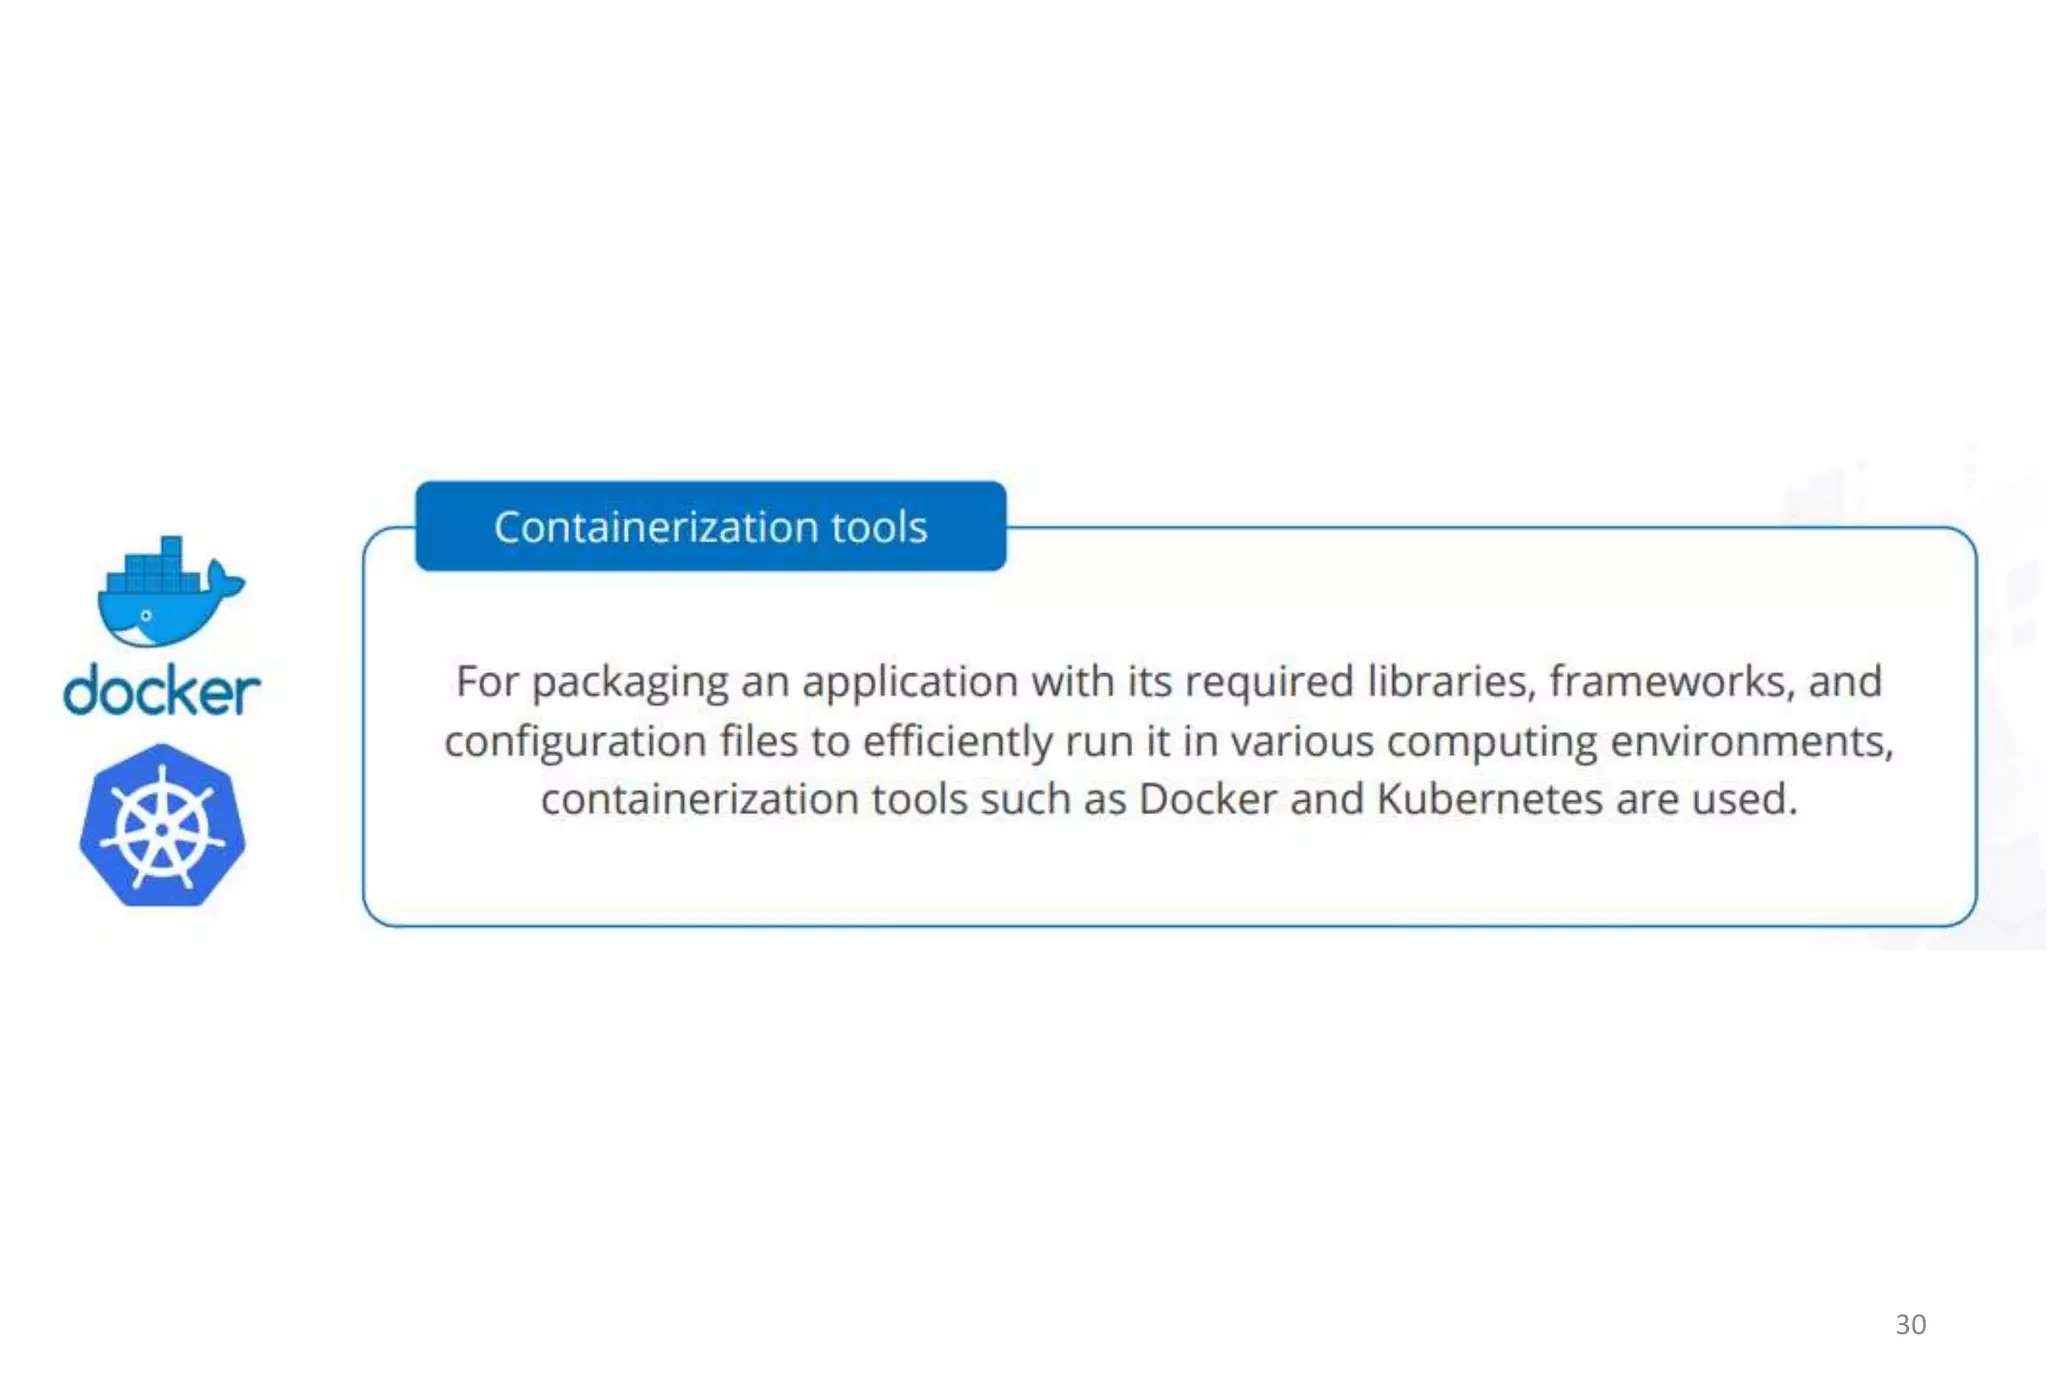 Containerization tools
docker
For packaging an application with its required libraries, frameworks, and
configuration files to efficiently run it in various computing environments,
containerization tools such as Docker and Kubernetes are used.
30